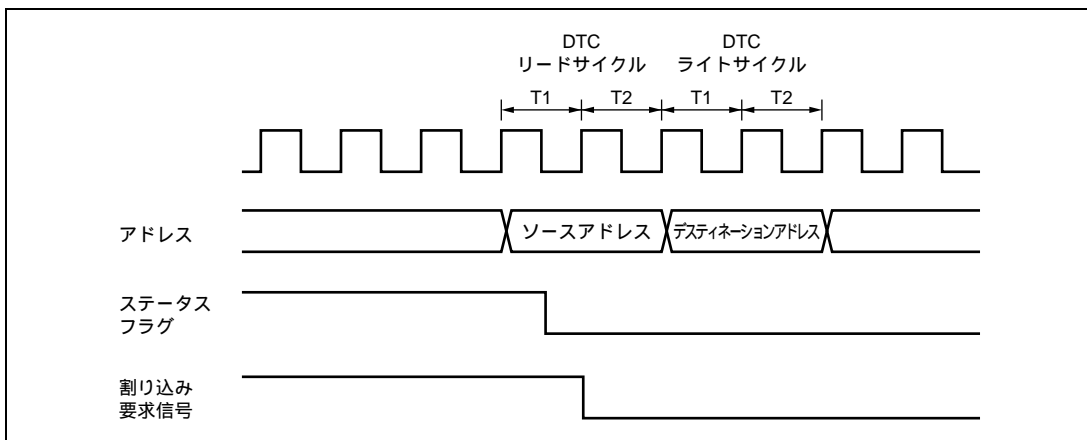 DTC
リードサイクル
DTC
ライトサイクル
T1
T2
T1
T2
アドレス
ソースアドレス
デスティネーションアドレス
ステータス
フラグ
割り込み
要求信号